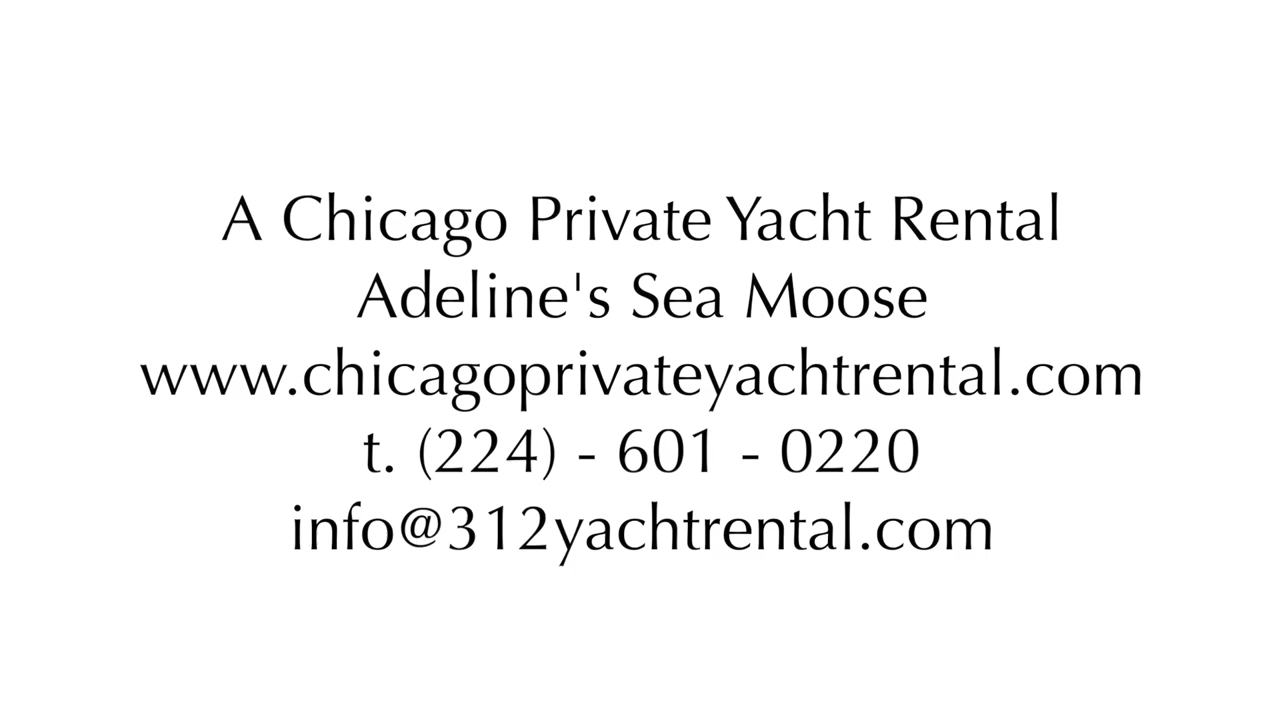 A Chicago Private Yacht Rental
Adeline's Sea Moose
www.chicagoprivateyachtrental.com
t. (224) - 601 - 0220
info@312yachtrental.com